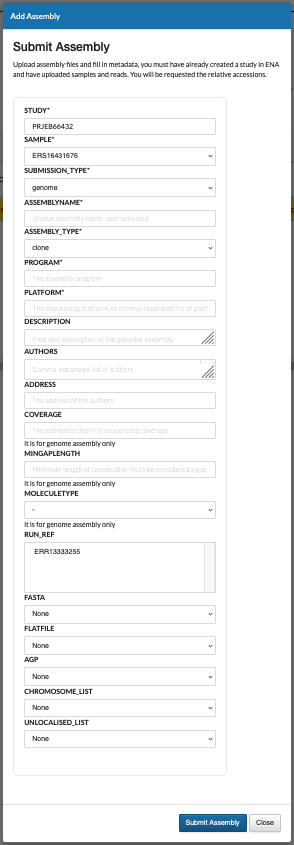 Add Assembly
Submit Assembly
Upload assembly files and fill in metadata, you must have already created a study in ENA
and have uploaded samples and reads. You will be requested the relative accessions.
STUDY*
PRJEB66432
SAMPLE*
ERS16431676
SUBMISSION_TYPE*
genome
ASSEMBLYNAME*
Unique assembly name, user-provided
ASSEMBLY_TYPE*
clone
PROGRAM*
The assembly program
PLATFORM*
The sequencing platform, or comma-separated list of platf
DESCRIPTION
Free text description of the genome assembly
AUTHORS
Comma separated list of authors
ADDRESS
The address of the authors
COVERAGE
The estimated depth of sequencing coverage
It is for genome assembly only
MINGAPLENGTH
Minimum length of consecutive Ns to be considered a gap
It is for genome assembly only
MOLECULETYPE
-
It is for genome assembly only
RUN_REF
ERR13333255
FASTA
None
FLATFILE
None
AGP
None
CHROMOSOME_LIST
None
UNLOCALISED_LIST
None
Submit Assembly Close